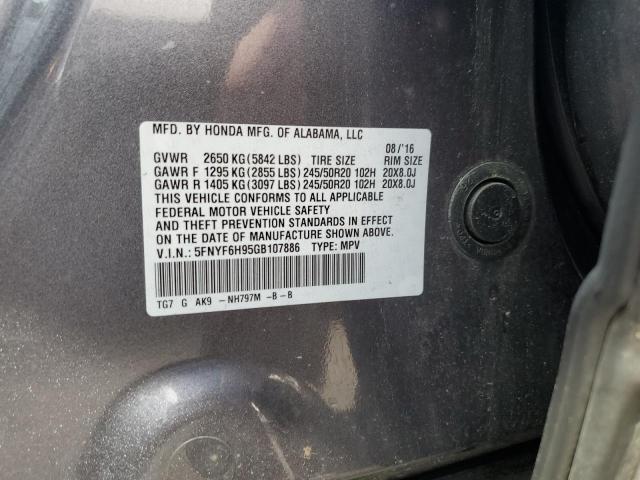 MFD. BY HONDA MFG. OF ALABAMA, LLC
08/'16
GVWR 2650 KG (5842 LBS) TIRE SIZE RIM SIZE
GAWR F 1295 KG (2855 LBS) 245/50R20 102H 20X8.0J
GAWR R 1405 KG (3097 LBS) 245/50R20 102H 20X8.0J
THIS VEHICLE CONFORMS TO ALL APPLICABLE
FEDERAL MOTOR VEHICLE SAFETY
AND THEFT PREVENTION STANDARDS IN EFFECT
ON THE DATE OF MANUFACTURE SHOWN ABOVE.
V.I.N.: 5FNYF6H95GB107886 TYPE: MPV
TG7 G AK9 -NH797M -B -B